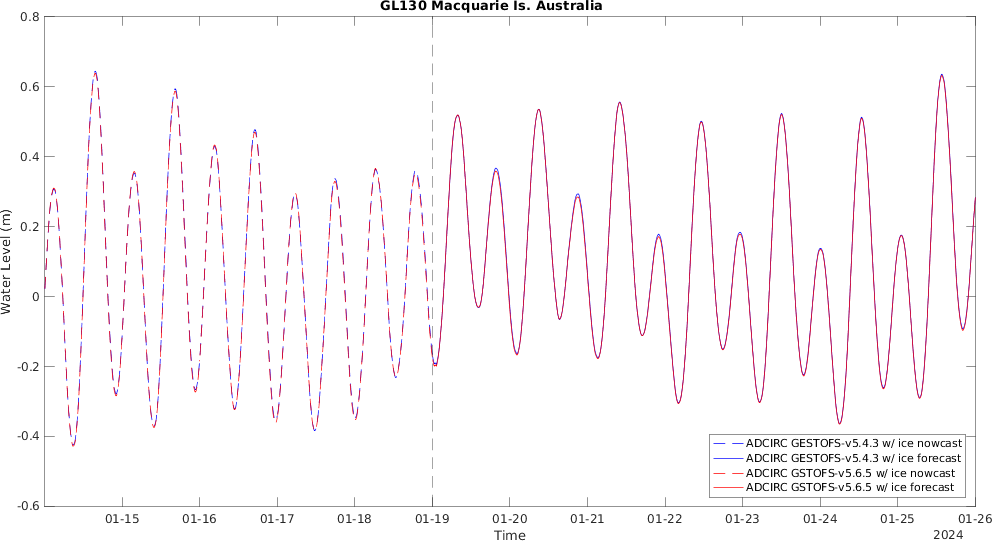 GL130 Macquarie Is. Australia
Water Level (m)
0.8
0.6
0.4
0.2
0
-0.2
-0.4
-0.6
01-15 01-16 01-17 01-18 01-19 01-20 01-21 01-22 01-23 01-24 01-25 01-26
Time
2024
ADCIRC GESTOFS-v5.4.3 w/ ice nowcast
ADCIRC GESTOFS-v5.4.3 w/ ice forecast
ADCIRC GSTOFS-v5.6.5 w/ ice nowcast
ADCIRC GSTOFS-v5.6.5 w/ ice forecast